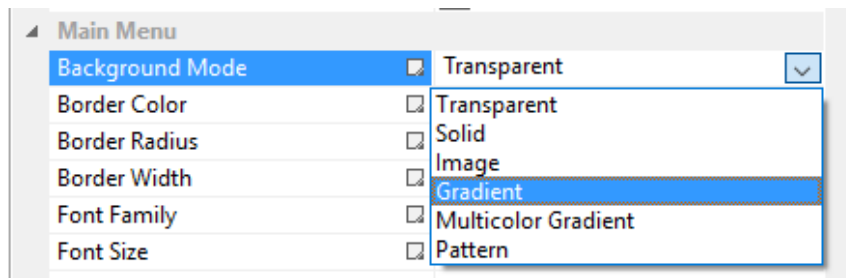 Main Menu
Background Mode Transparent
Border Color Transparent
Solid
Border Radius Image
Border Width Gradient
Font Family Multicolor Gradient
Font Size Pattern